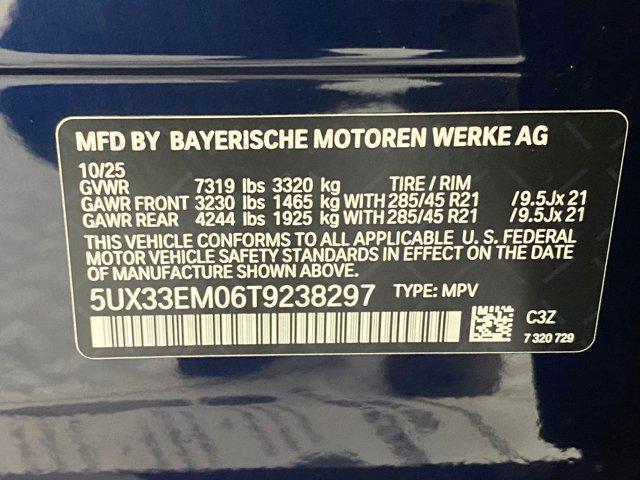 MFD BY BAYERISCHE MOTOREN WERKE AG
10/25
GVWR 7319 lbs 3320 kg TIRE / RIM
GAWR FRONT 3230 lbs 1465 kg WITH 285/45 R21 /9.5Jx 21
GAWR REAR 4244 lbs 1925 kg WITH 285/45 R21 /9.5Jx 21
THIS VEHICLE CONFORMS TO ALL APPLICABLE U. S. FEDERAL
MOTOR VEHICLE SAFETY STANDARDS IN EFFECT ON THE DATE
OF MANUFACTURE SHOWN ABOVE.
5UX33EM06T9238297 TYPE: MPV
C3Z
7 320 729